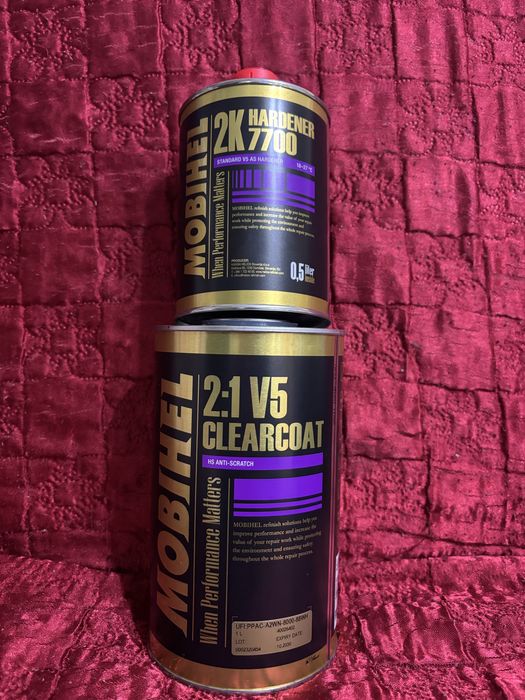 MOBIHEL
When Performance Matters
2K HARDENER
7700
STANDARD V5 AS HARDENER
18-27 °C
MOBIHEL refinish solutions help you improve
performance and increase the value of your repair
work while protecting the environment and
ensuring safety throughout the whole repair process.
PRODUCER:
0,5 liter
MOBIHEL
When Performance Matters
2:1 V5
CLEARCOAT
HS ANTI-SCRATCH
MOBIHEL refinish solutions help you
improve performance and increase the
value of your repair work while protecting
the environment and ensuring safety
throughout the whole repair process.
1 L
LOT
EXPIRY DATE